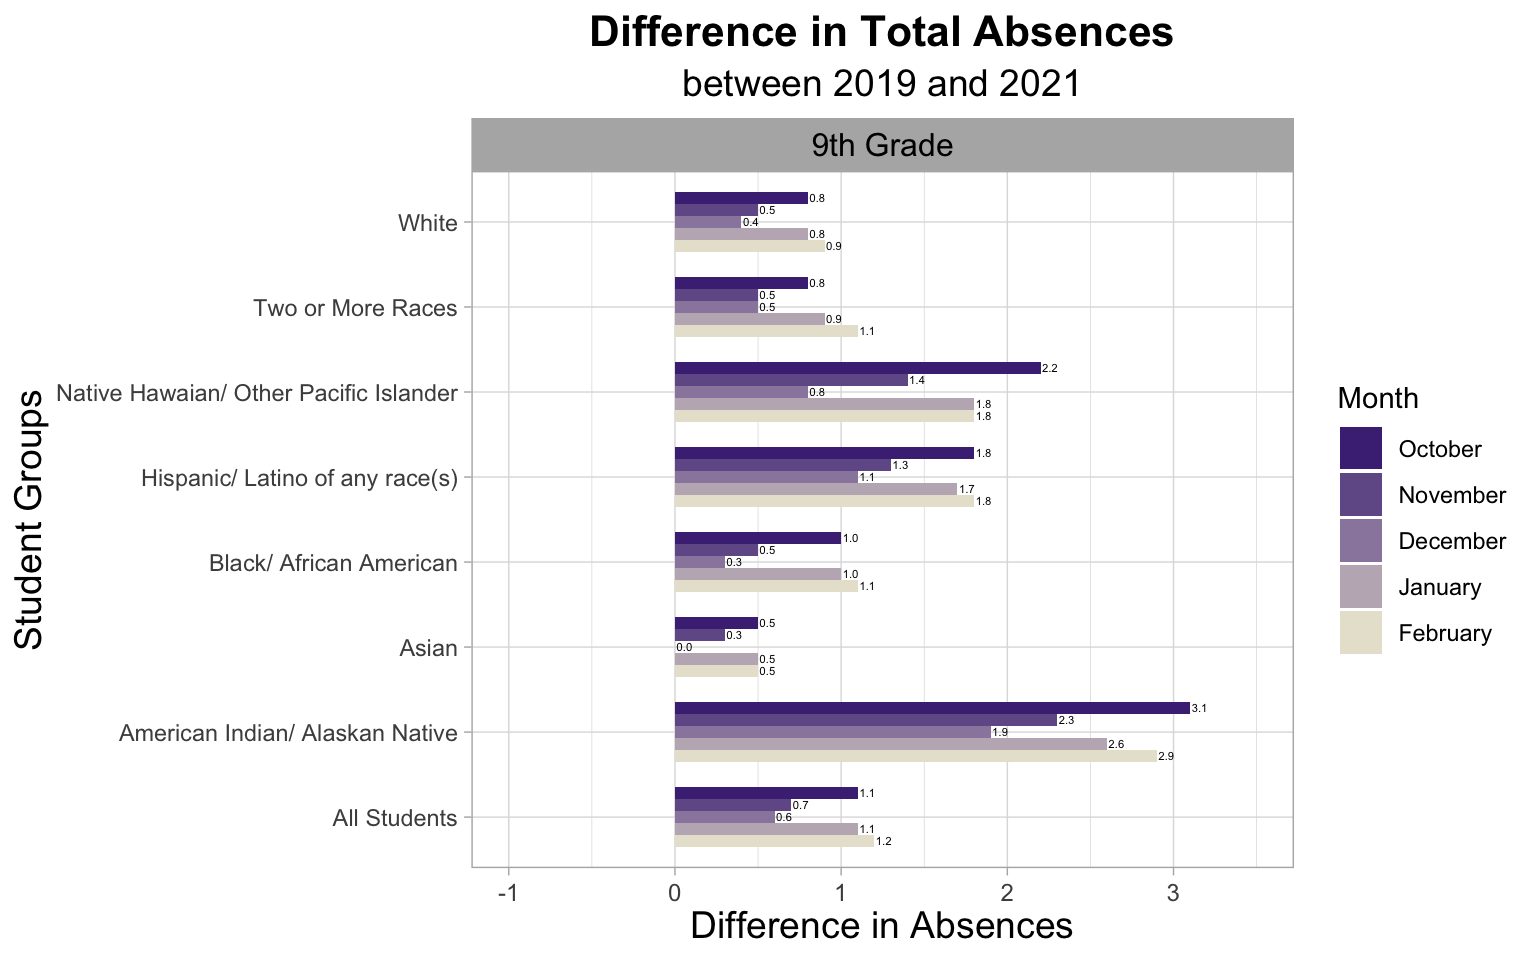 Difference in Total Absences
between 2019 and 2021
9th Grade
Student Groups
White
0.8
0.5
0.4
0.8
0.9
Two or More Races
0.8
0.5
0.5
0.9
1.1
Native Hawaian/ Other Pacific Islander
2.2
1.4
0.8
1.8
1.8
Hispanic/ Latino of any race(s)
1.8
1.3
1.1
1.7
1.8
Black/ African American
1.0
0.5
0.3
1.0
1.1
Asian
0.5
0.3
0.0
0.5
0.5
American Indian/ Alaskan Native
3.1
2.3
1.9
2.6
2.9
All Students
1.1
0.7
0.6
1.1
1.2
-1 0 1 2 3
Difference in Absences
Month
October
November
December
January
February